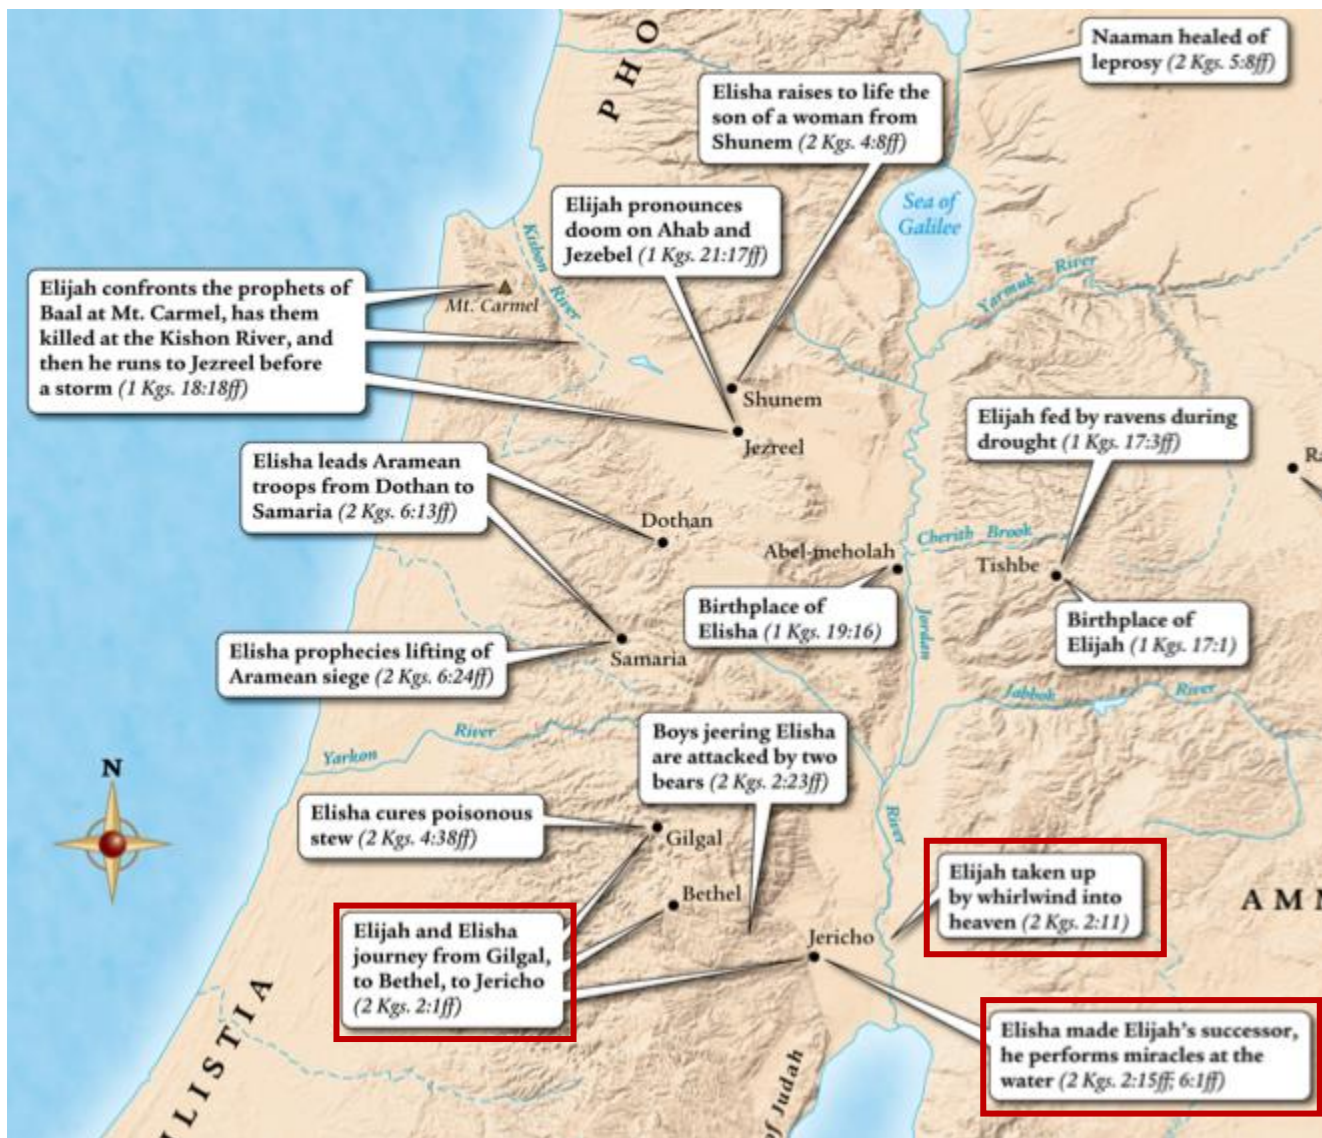 PHO
Naaman healed of
leprosy (2 Kgs. 5:8ff)
Elisha raises to life the
son of a woman from
Shunem (2 Kgs. 4:8ff)
Sea of
Galilee
Elijah pronounces
doom on Ahab and
Jezebel (1 Kgs. 21:17ff)
Kishon River
Yarmuk River
Mt. Carmel
Elijah confronts the prophets of
Baal at Mt. Carmel, has them
killed at the Kishon River, and
then he runs to Jezreel before
a storm (1 Kgs. 18:18ff)
Shunem
Jezreel
Elijah fed by ravens during
drought (1 Kgs. 17:3ff)
Ra
Elisha leads Aramean
troops from Dothan to
Samaria (2 Kgs. 6:13ff)
Dothan
Abel-meholah
Cherith Brook
Tishbe
Birthplace of
Elisha (1 Kgs. 19:16)
Birthplace of
Elijah (1 Kgs. 17:1)
Jordan
River
Elisha prophecies lifting of
Aramean siege (2 Kgs. 6:24ff)
Samaria
Jabbok River
Yarkon River
Boys jeering Elisha
are attacked by two
bears (2 Kgs. 2:23ff)
N
Elisha cures poisonous
stew (2 Kgs. 4:38ff)
Gilgal
Bethel
Elijah taken up
by whirlwind into
heaven (2 Kgs. 2:11)
AMM
Elijah and Elisha
journey from Gilgal,
to Bethel, to Jericho
(2 Kgs. 2:1ff)
Jericho
Elisha made Elijah's successor,
he performs miracles at the
water (2 Kgs. 2:15ff; 6:1ff)
ILISTIA
of Judah